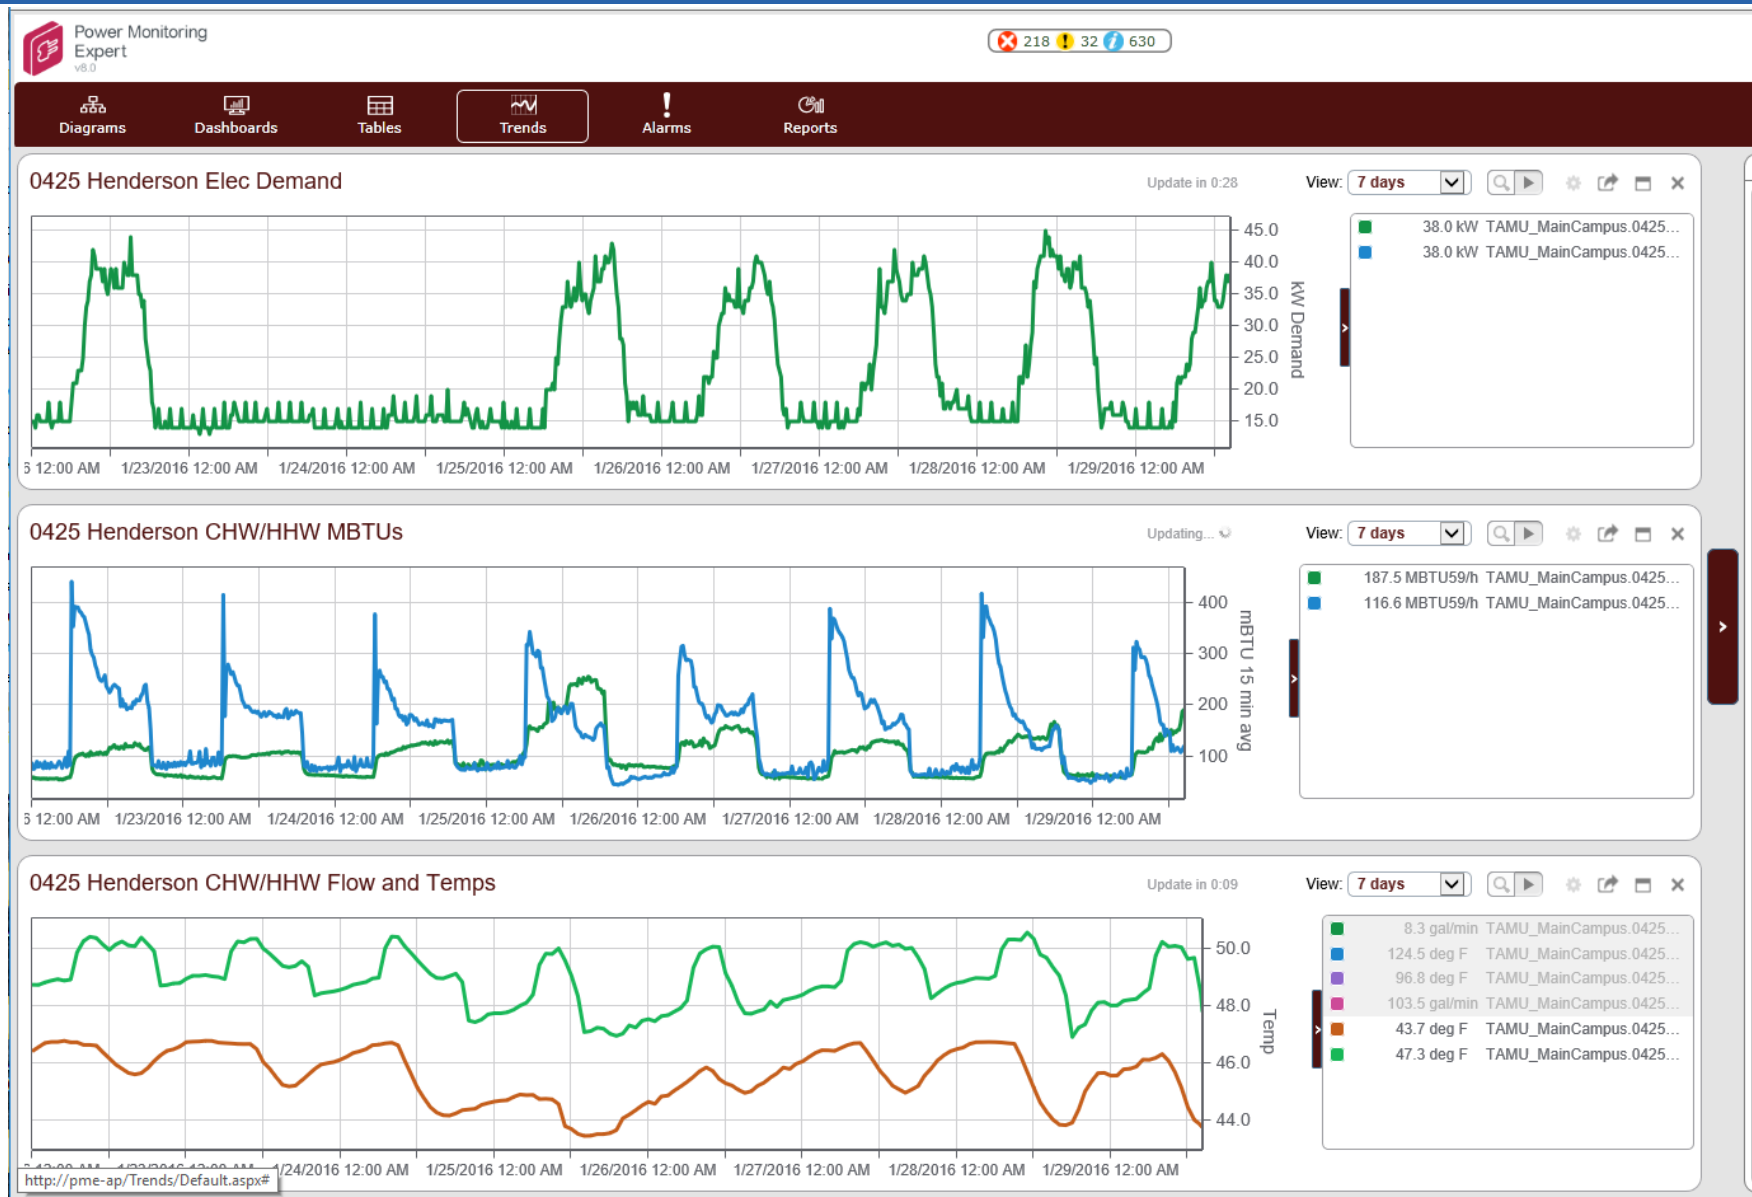 Power Monitoring
Expert
v8.0
218 32 630
Diagrams Dashboards Tables Trends Alarms Reports
0425 Henderson Elec Demand
Update in 0:28
View: 7 days
45.0
40.0
35.0
30.0
25.0
20.0
15.0
kW Demand
38.0 kW TAMU_MainCampus.0425...
38.0 kW TAMU_MainCampus.0425...
6 12:00 AM 1/23/2016 12:00 AM 1/24/2016 12:00 AM 1/25/2016 12:00 AM 1/26/2016 12:00 AM 1/27/2016 12:00 AM 1/28/2016 12:00 AM 1/29/2016 12:00 AM
0425 Henderson CHW/HHW MBTUs
Updating...
View: 7 days
400
300
200
100
mBTU 15 min avg
187.5 MBTU59/h TAMU_MainCampus.0425...
116.6 MBTU59/h TAMU_MainCampus.0425...
6 12:00 AM 1/23/2016 12:00 AM 1/24/2016 12:00 AM 1/25/2016 12:00 AM 1/26/2016 12:00 AM 1/27/2016 12:00 AM 1/28/2016 12:00 AM 1/29/2016 12:00 AM
0425 Henderson CHW/HHW Flow and Temps
Update in 0:09
View: 7 days
50.0
48.0
46.0
44.0
Temp
8.3 gal/min TAMU_MainCampus.0425...
124.5 deg F TAMU_MainCampus.0425...
96.8 deg F TAMU_MainCampus.0425...
103.5 gal/min TAMU_MainCampus.0425...
43.7 deg F TAMU_MainCampus.0425...
47.3 deg F TAMU_MainCampus.0425...
/24/2016 12:00 AM 1/25/2016 12:00 AM 1/26/2016 12:00 AM 1/27/2016 12:00 AM 1/28/2016 12:00 AM 1/29/2016 12:00 AM
http://pme-ap/Trends/Default.aspx#